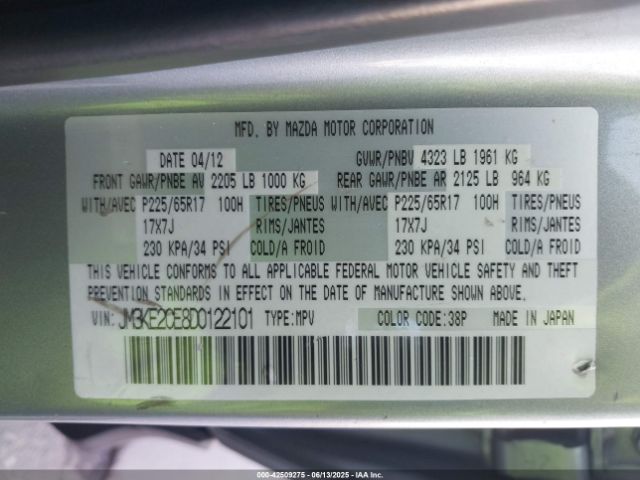 MFD. BY MAZDA MOTOR CORPORATION
DATE 04/12 GVWR/PNBV 4323 LB 1961 KG
FRONT GAWR/PNBE AV 2205 LB 1000 KG REAR GAWR/PNBE AR 2125 LB 964 KG
WITH/AVEC P225/65R17 100H TIRES/PNEUS WITH/AVEC P225/65R17 100H TIRES/PNEUS
17X7J RIMS/JANTES 17X7J RIMS/JANTES
230 KPA/34 PSI COLD/A FROID 230 KPA/34 PSI COLD/A FROID
THIS VEHICLE CONFORMS TO ALL APPLICABLE FEDERAL MOTOR VEHICLE SAFETY AND THEFT
PREVENTION STANDARDS IN EFFECT ON THE DATE OF MANUFACTURE SHOWN ABOVE.
VIN: JM3KE2CE8D0122101 TYPE:MPV COLOR CODE:38P MADE IN JAPAN
000-42509275 - 06/13/2025 - IAA Inc.